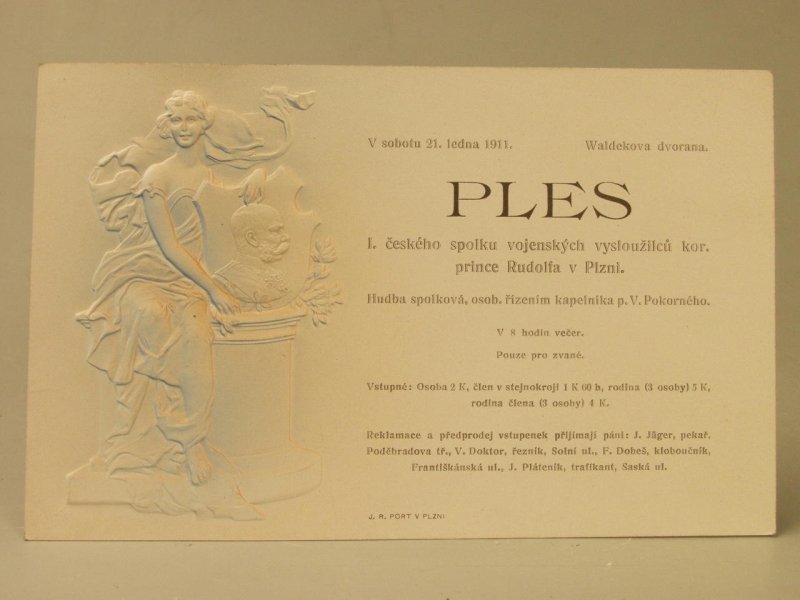 V sobotu 21. ledna 1911. Waldekova dvorana.
PLES
I. českého spolku vojenských vysloužilců kor.
prince Rudolfa v Plzni.
Hudba spolková, osob. řízením kapelníka p. V. Pokorného.
V 8 hodin večer.
Pouze pro zvané.
Vstupné: Osoba 2 K, člen v stejnokroji 1 K 60 h, rodina (3 osoby) 5 K,
rodina člena (3 osoby) 4 K.
Reklamace a předprodej vstupenek přijímají páni: J. Jäger, pekař,
Poděbradova tř., V. Doktor, řezník, Solní ul., F. Dobeš, kloboučník,
Františkánská ul., J. Pláteník, trafikant, Saská ul.
J. R. PORT V PLZNI